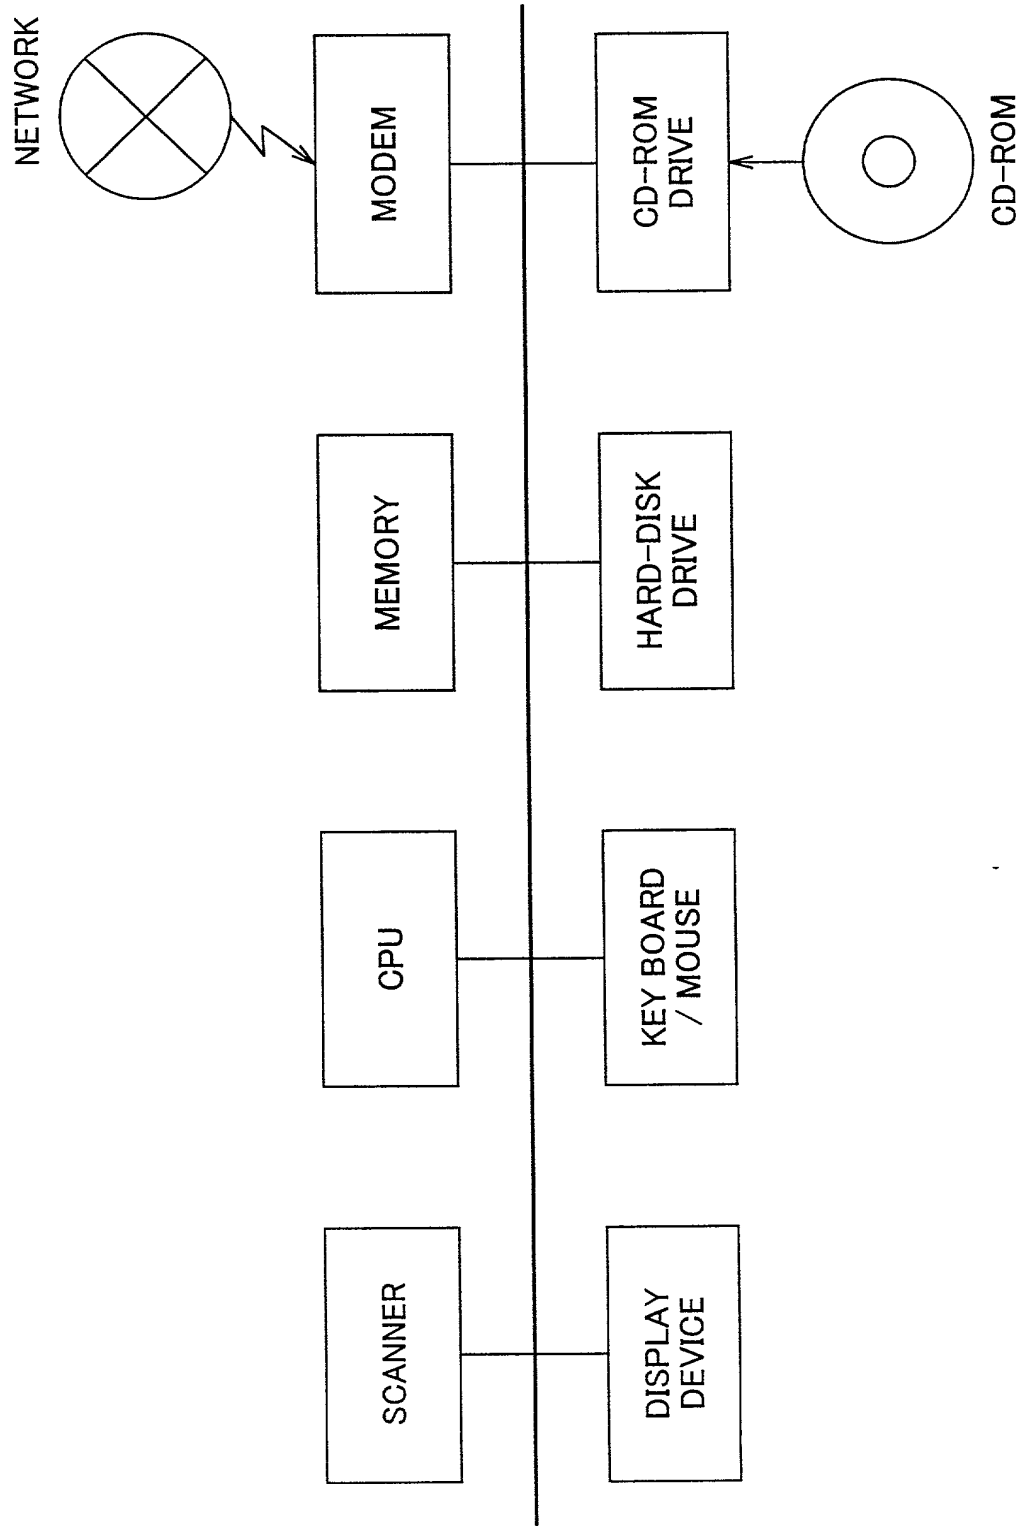 NETWORK
SCANNER
CPU
MEMORY
MODEM
DISPLAY
DEVICE
KEY BOARD
/ MOUSE
HARD-DISK
DRIVE
CD-ROM
DRIVE
CD-ROM